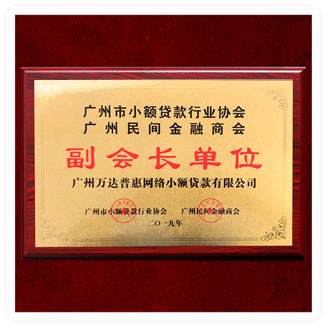 广州市小额贷款行业协会
广州民间金融商会
副会长单位
广州万达普惠网络小额贷款有限公司
广州市小额贷款行业协会 广州民间金融商会
二〇一九年